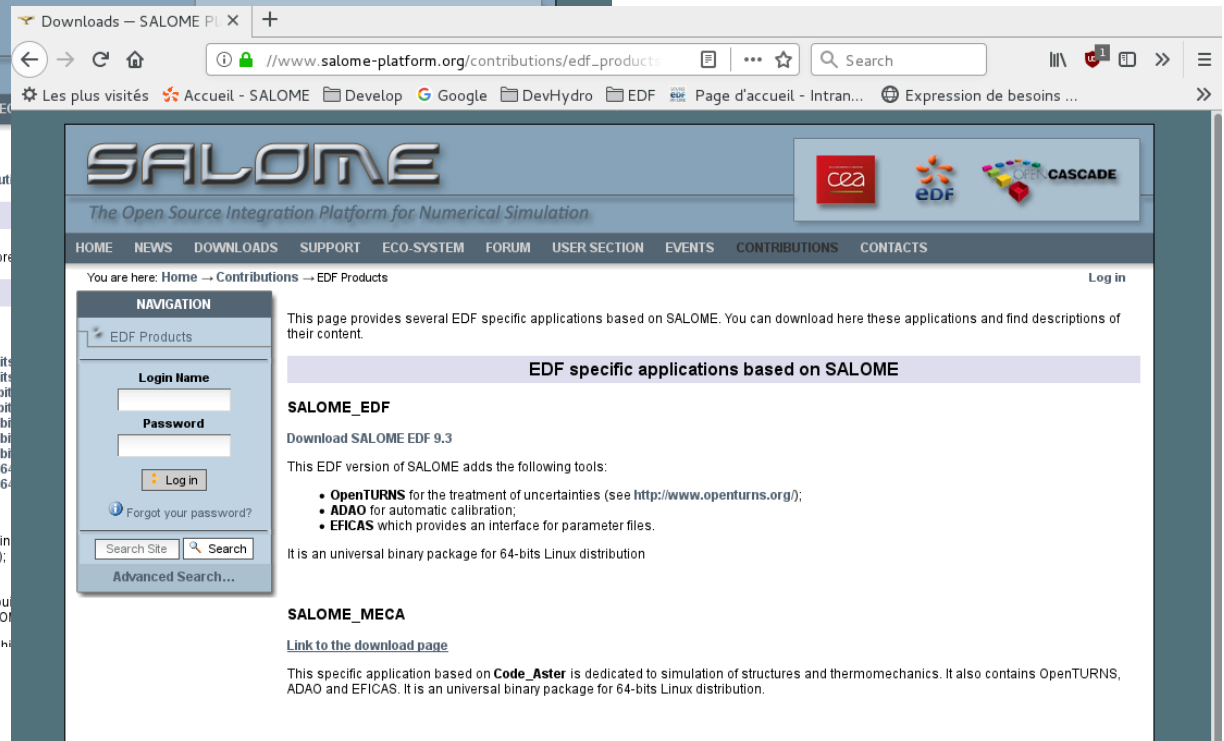 Downloads — SALOME Pl
//www.salome-platform.org/contributions/edf_products
Search
Les plus visités Accueil - SALOME Develop Google DevHydro EDF Page d'accueil - Intran... Expression de besoins ...
SALOME
The Open Source Integration Platform for Numerical Simulation
cea
eDF
OPEN CASCADE
HOME NEWS DOWNLOADS SUPPORT ECO-SYSTEM FORUM USER SECTION EVENTS CONTRIBUTIONS CONTACTS
You are here: Home → Contributions → EDF Products
Log in
NAVIGATION
EDF Products
Login Name
Password
Log in
Forgot your password?
Search Site Search
Advanced Search...
This page provides several EDF specific applications based on SALOME. You can download here these applications and find descriptions of
their content.
EDF specific applications based on SALOME
SALOME_EDF
Download SALOME EDF 9.3
This EDF version of SALOME adds the following tools:
• OpenTURNS for the treatment of uncertainties (see http://www.openturns.org/);
• ADAO for automatic calibration;
• EFICAS which provides an interface for parameter files.
It is an universal binary package for 64-bits Linux distribution
SALOME_MECA
Link to the download page
This specific application based on Code_Aster is dedicated to simulation of structures and thermomechanics. It also contains OpenTURNS,
ADAO and EFICAS. It is an universal binary package for 64-bits Linux distribution.